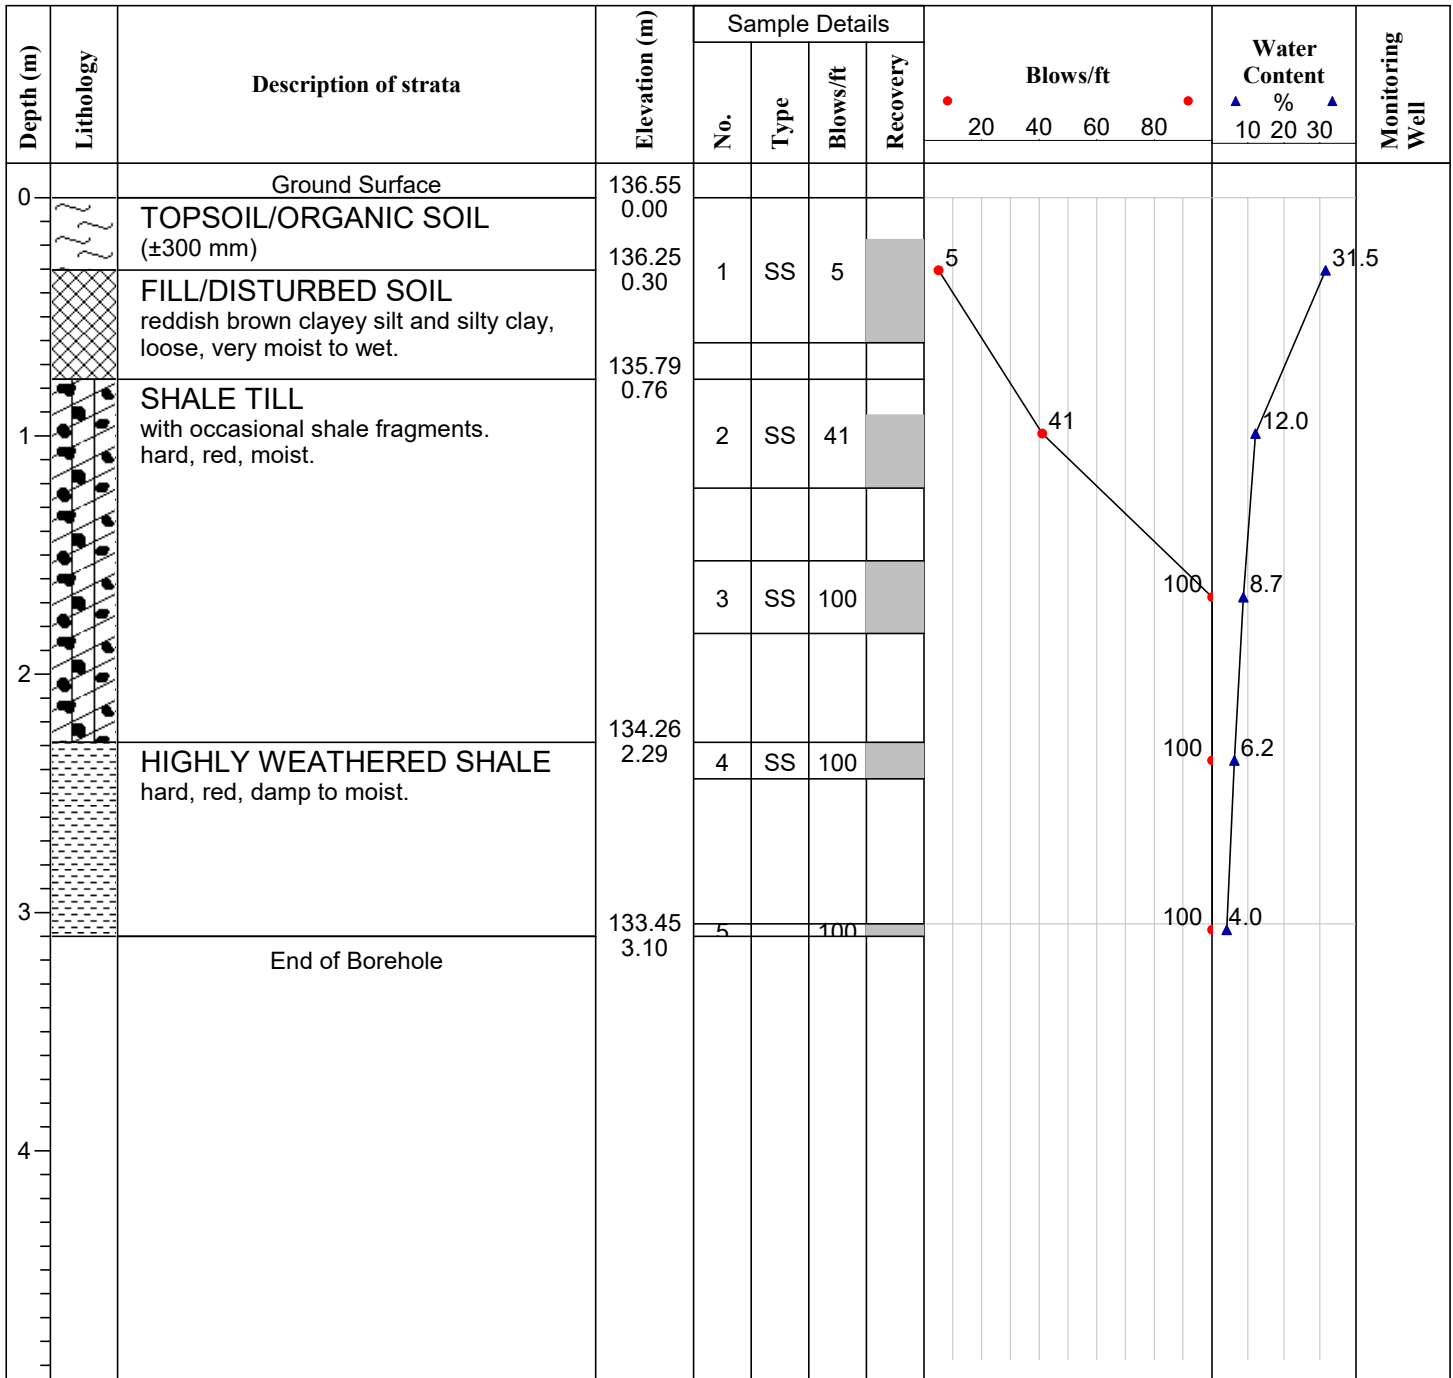 Depth (m)
Lithology
Description of strata
Elevation (m)
Sample Details
No.
Type
Blows/ft
Recovery
Blows/ft
20 40 60 80
Water
Content
%
10 20 30
Monitoring
Well
0
1
2
3
4
Ground Surface
136.55
0.00
TOPSOIL/ORGANIC SOIL
(±300 mm)
136.25
0.30
FILL/DISTURBED SOIL
reddish brown clayey silt and silty clay,
loose, very moist to wet.
135.79
0.76
SHALE TILL
with occasional shale fragments.
hard, red, moist.
134.26
2.29
HIGHLY WEATHERED SHALE
hard, red, damp to moist.
133.45
3.10
End of Borehole
1 SS 5
2 SS 41
3 SS 100
4 SS 100
5 100
5
41
100
100
100
31.5
12.0
8.7
6.2
4.0